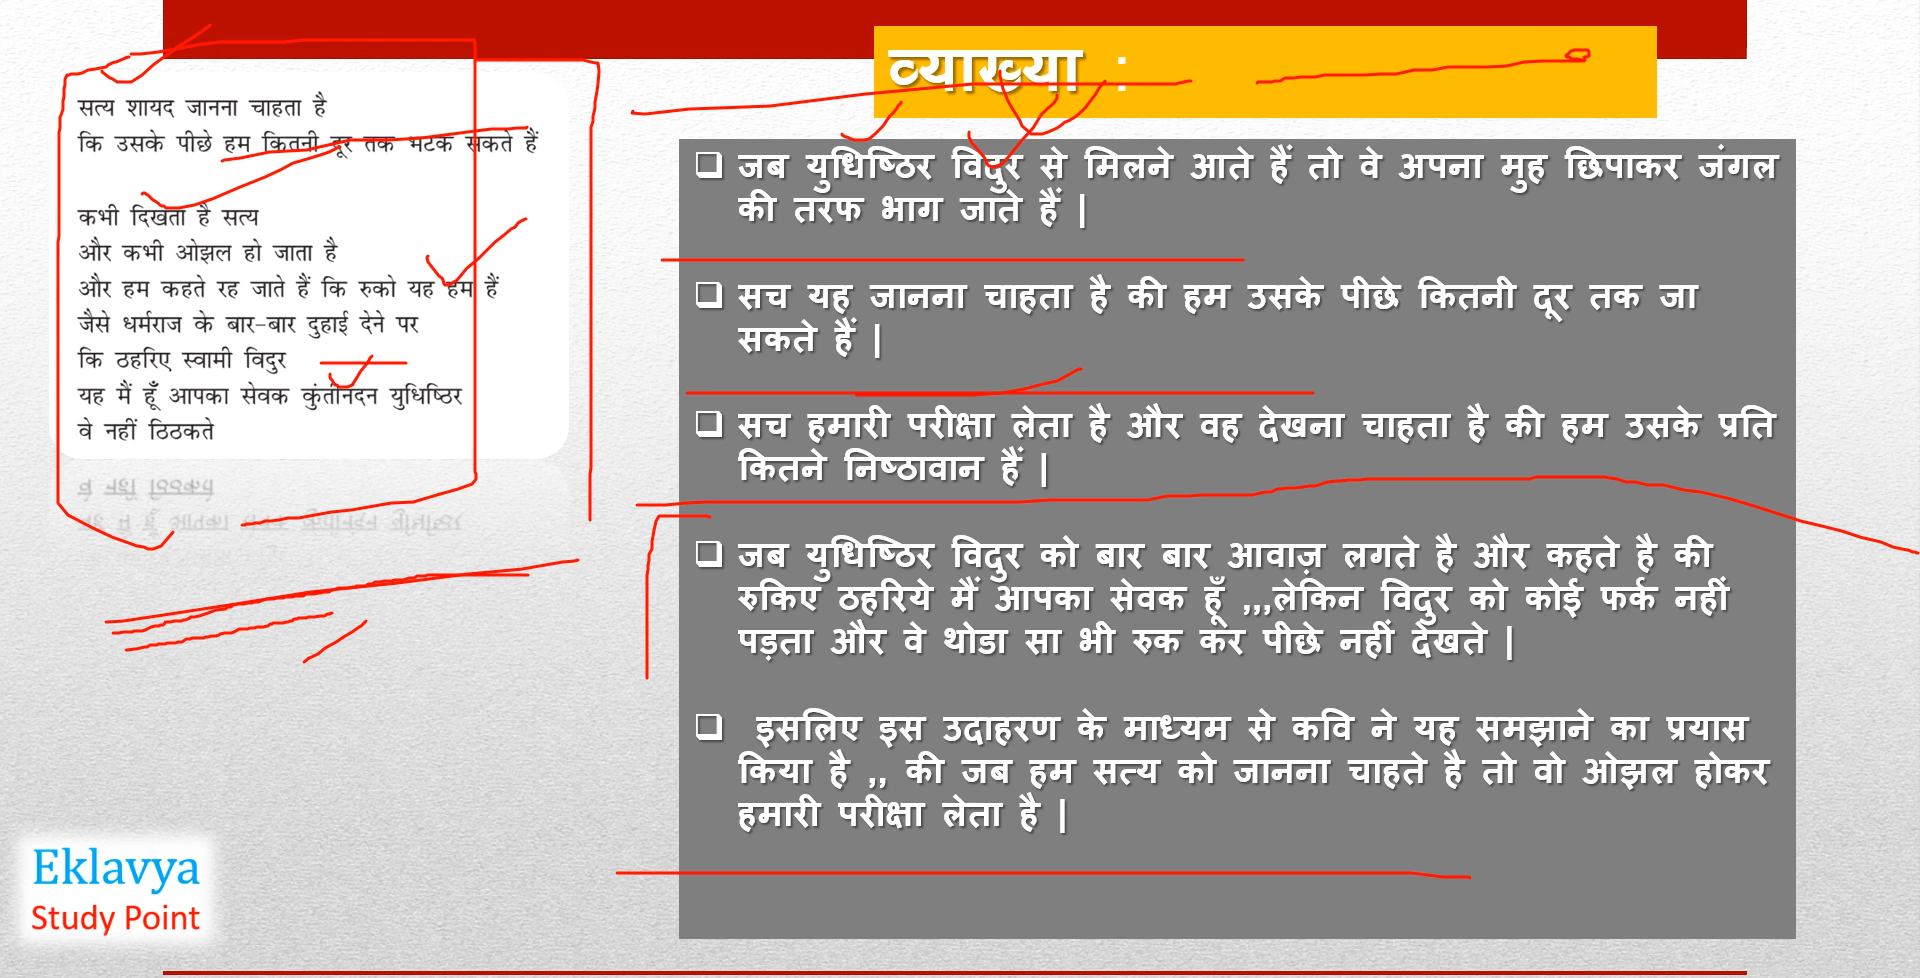 सत्य शायद जानना चाहता है
कि उसके पीछे हम कितनी दूर तक भटक सकते हैं
कभी दिखता है सत्य
और कभी ओझल हो जाता है
और हम कहते रह जाते हैं कि रुको यह हम हैं
जैसे धर्मराज के बार-बार दुहाई देने पर
कि ठहरिए स्वामी विदुर
यह मैं हूँ आपका सेवक कुंतीनंदन युधिष्ठिर
वे नहीं ठिठकते
व्याख्या :
जब युधिष्ठिर विदुर से मिलने आते हैं तो वे अपना मुह छिपाकर जंगल
की तरफ भाग जाते हैं |
सच यह जानना चाहता है की हम उसके पीछे कितनी दूर तक जा
सकते हैं |
सच हमारी परीक्षा लेता है और वह देखना चाहता है की हम उसके प्रति
कितने निष्ठावान हैं |
जब युधिष्ठिर विदुर को बार बार आवाज़ लगते है और कहते है की
रुकिए ठहरिये मैं आपका सेवक हूँ ,,,लेकिन विदुर को कोई फर्क नहीं
पड़ता और वे थोडा सा भी रुक कर पीछे नहीं देखते |
इसलिए इस उदाहरण के माध्यम से कवि ने यह समझाने का प्रयास
किया है ,, की जब हम सत्य को जानना चाहते है तो वो ओझल होकर
हमारी परीक्षा लेता है |
Eklavya
Study Point